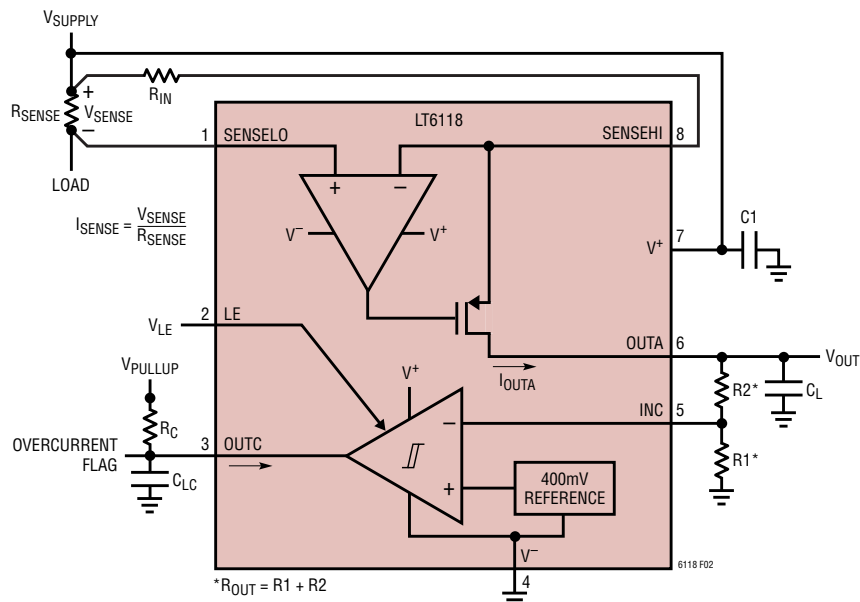 VSUPPLY
RIN
RSENSE
+
VSENSE
–
LOAD
ISENSE = VSENSE
RSENSE
LT6118
1
SENSELO
SENSEHI
8
+
–
V–
V+
V+
7
C1
2
LE
VLE
OUTA
6
VOUT
IOUTA
R2*
CL
VPULLUP
RC
V+
INC
5
–
OVERCURRENT
FLAG
3
OUTC
CLC
+
400mV
REFERENCE
R1*
V–
4
6118 F02
*ROUT = R1 + R2